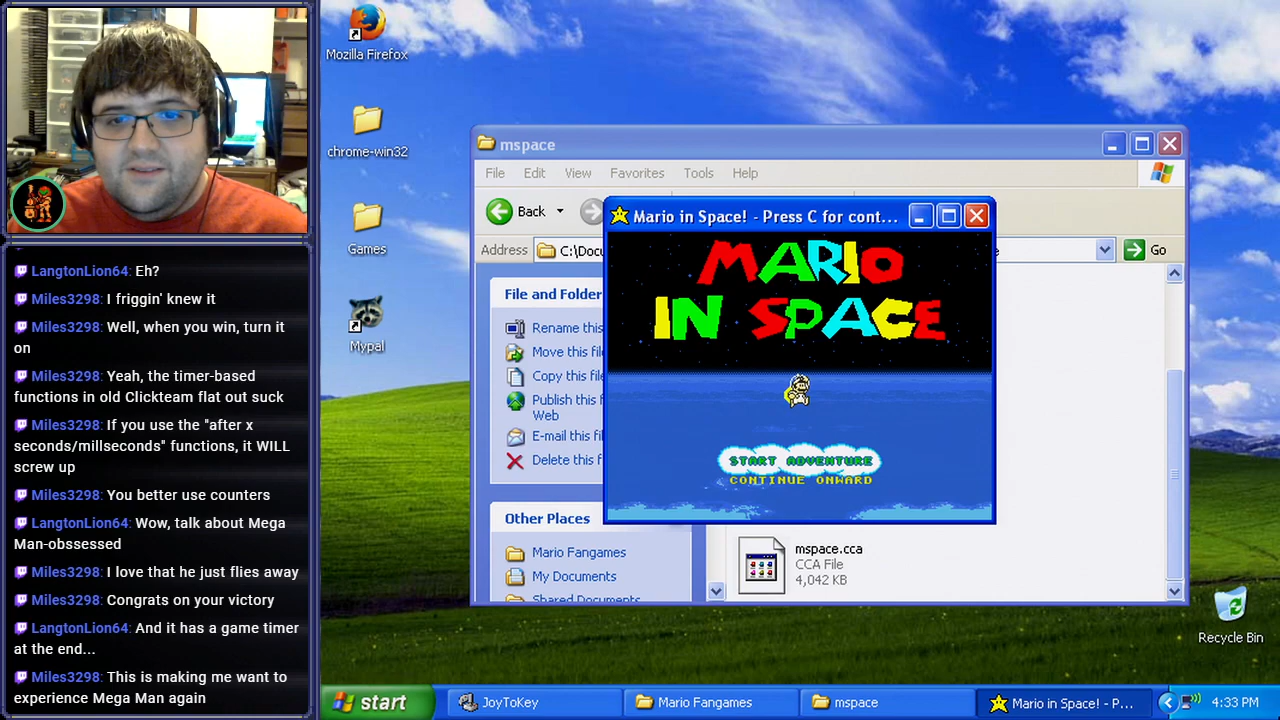 LangtonLion64: Eh?
Miles3298: I friggin' knew it
Miles3298: Well, when you win, turn it
on
Miles3298: Yeah, the timer-based
functions in old Clickteam flat out suck
Miles3298: If you use the "after x
seconds/millseconds" functions, it WILL
screw up
Miles3298: You better use counters
LangtonLion64: Wow, talk about Mega
Man-obssessed
Miles3298: I love that he just flies away
Miles3298: Congrats on your victory
LangtonLion64: And it has a game timer
at the end...
Miles3298: This is making me want to
experience Mega Man again
Mozilla Firefox
chrome-win32
Games
Mypal
mspace
File Edit View Favorites Tools Help
Back
Address C:\Docu
Go
File and Folder
Rename this
Move this file
Copy this file
Publish this f
Web
E-mail this fil
Delete this f
Other Places
Mario Fangames
My Documents
Shared Documents
Mario in Space! - Press C for cont...
MARIO
IN SPACE
START ADVENTURE
CONTINUE ONWARD
mspace.cca
CCA File
4,042 KB
Recycle Bin
start
JoyToKey
Mario Fangames
mspace
Mario in Space! - P...
4:33 PM